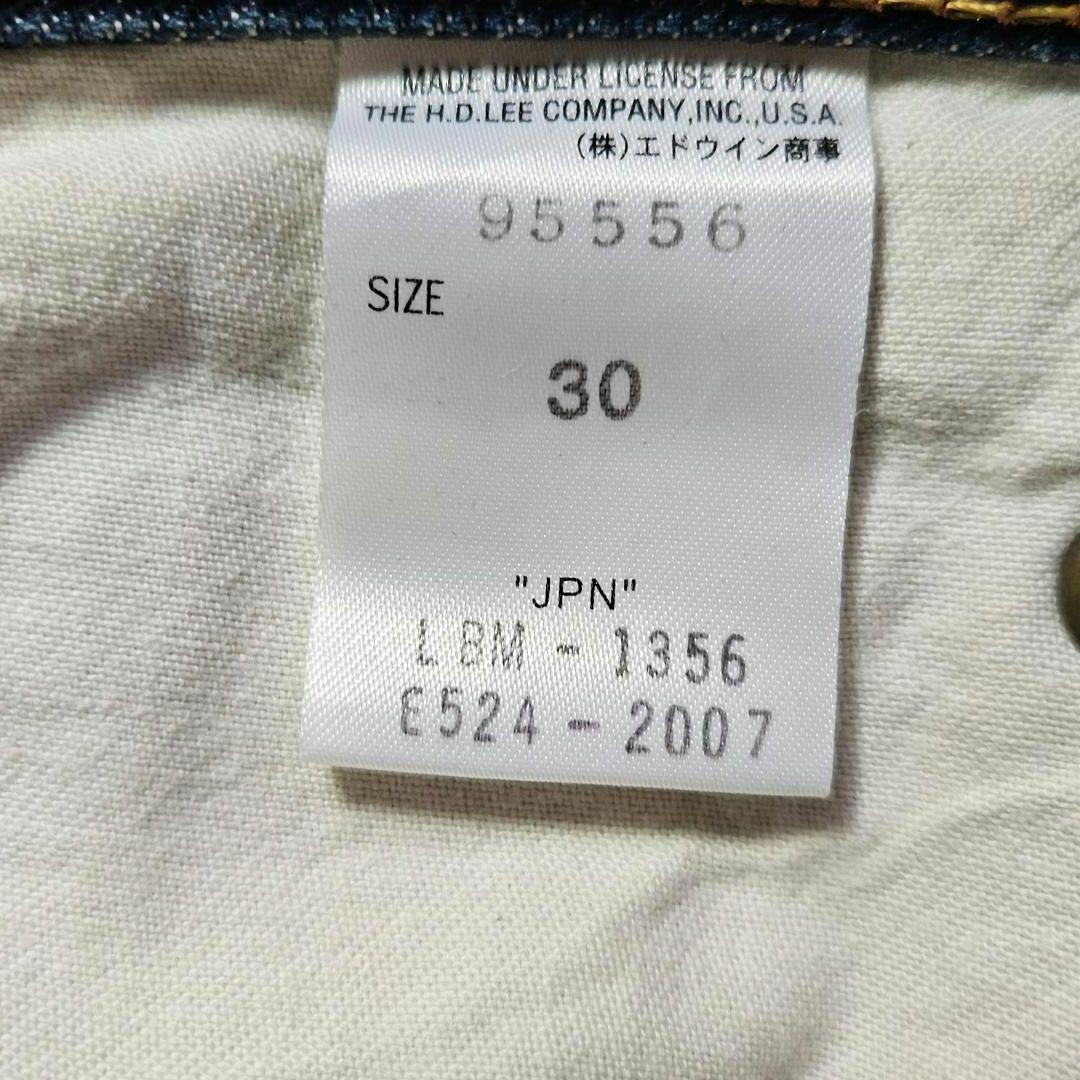 MADE UNDER LICENSE FROM
THE H.D.LEE COMPANY,INC.,U.S.A.
(株)エドウイン商事
95556
SIZE
30
"JPN"
LBM-1356
E524-2007